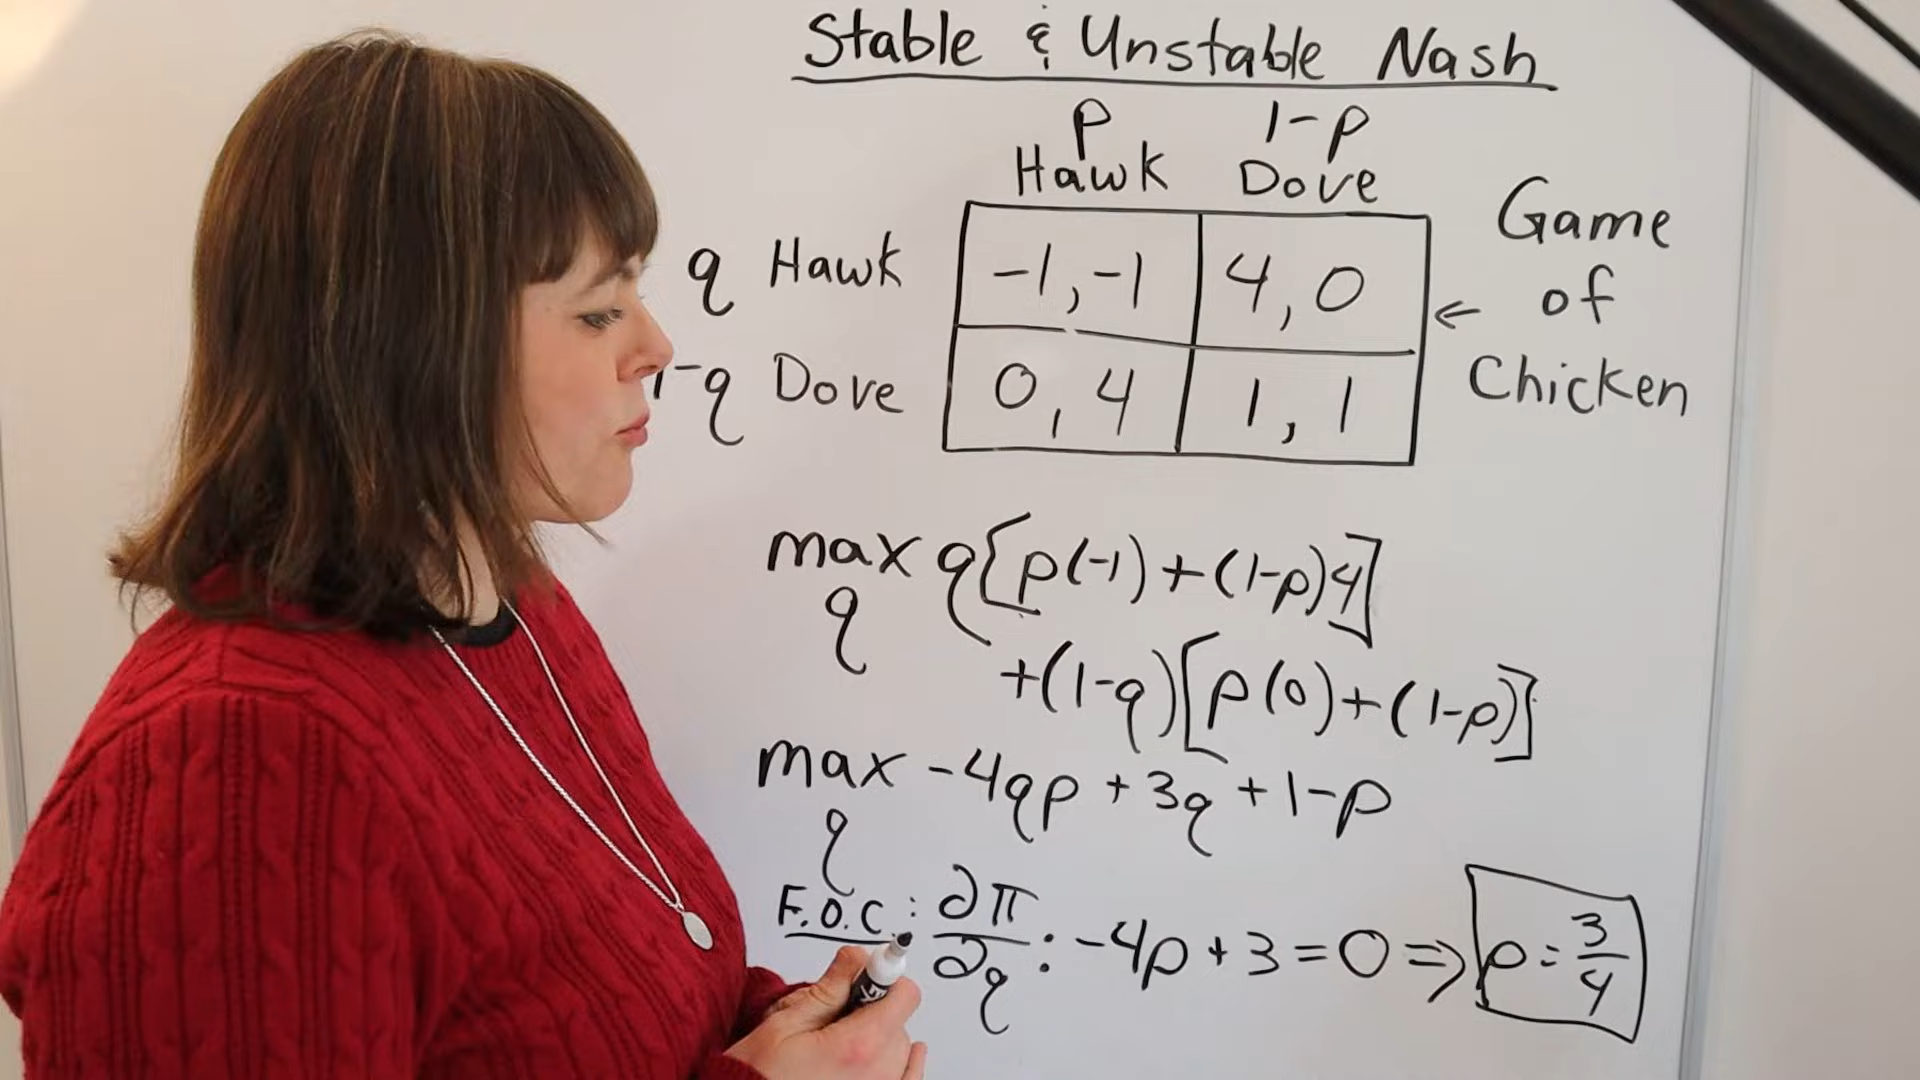 Stable & Unstable Nash
p 1-p
Hawk Dove
q Hawk -1, -1 4, 0
1-q Dove 0, 4 1, 1
← Game
of
Chicken
max q[p(-1) + (1-p)4]
q
+(1-q)[p(0)+(1-p)]
max -4qp + 3q + 1-p
q
F.O.C.: ∂π/∂q : -4p + 3 = 0 ⇒ p = 3/4